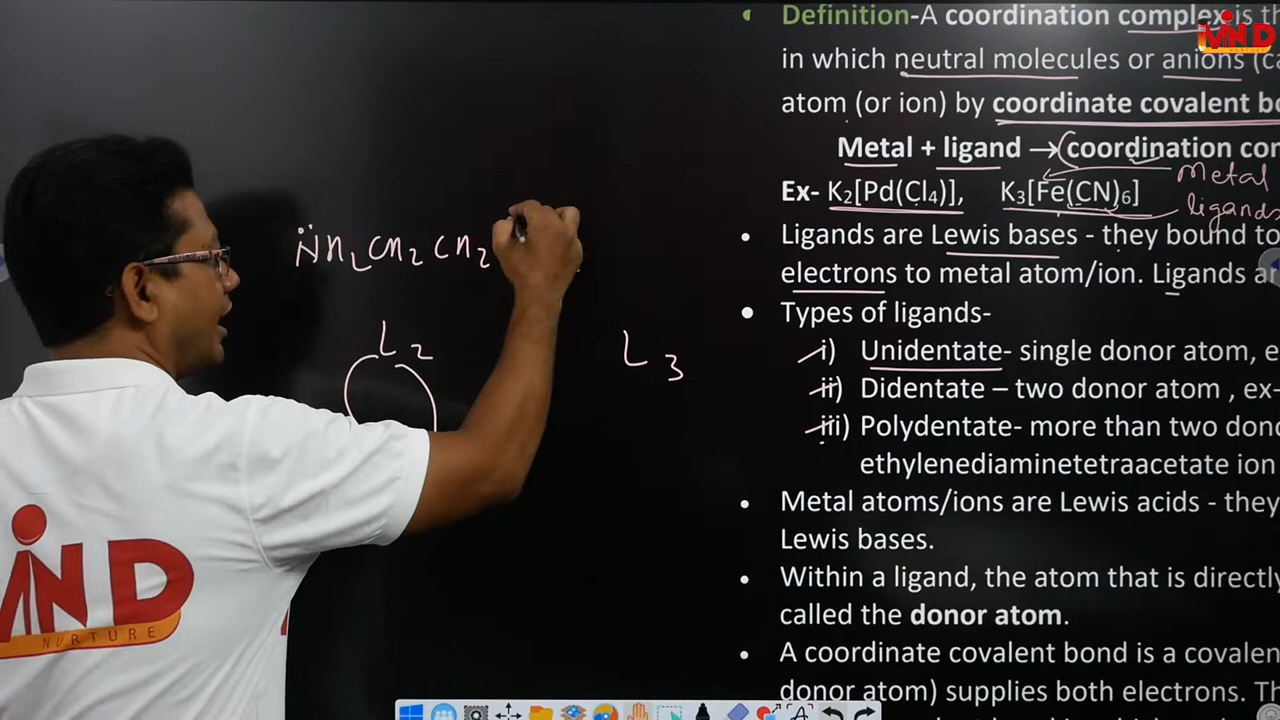 Definition-A coordination complex is th
MIND
NURTURE
in which neutral molecules or anions (ca
atom (or ion) by coordinate covalent bo
Metal + ligand → coordination con
Metal
Ex- K2[Pd(Cl4)], K3[Fe(CN)6]
ligands
• Ligands are Lewis bases - they bound to
electrons to metal atom/ion. Ligands ar
• Types of ligands-
i) Unidentate- single donor atom, e
ii) Didentate – two donor atom , ex-
iii) Polydentate- more than two dono
ethylenediaminetetraacetate ion
• Metal atoms/ions are Lewis acids - they
Lewis bases.
• Within a ligand, the atom that is directly
called the donor atom.
• A coordinate covalent bond is a covalen
donor atom) supplies both electrons. Th
N̈H2CH2CH2
L2
L3
IND
NURTURE